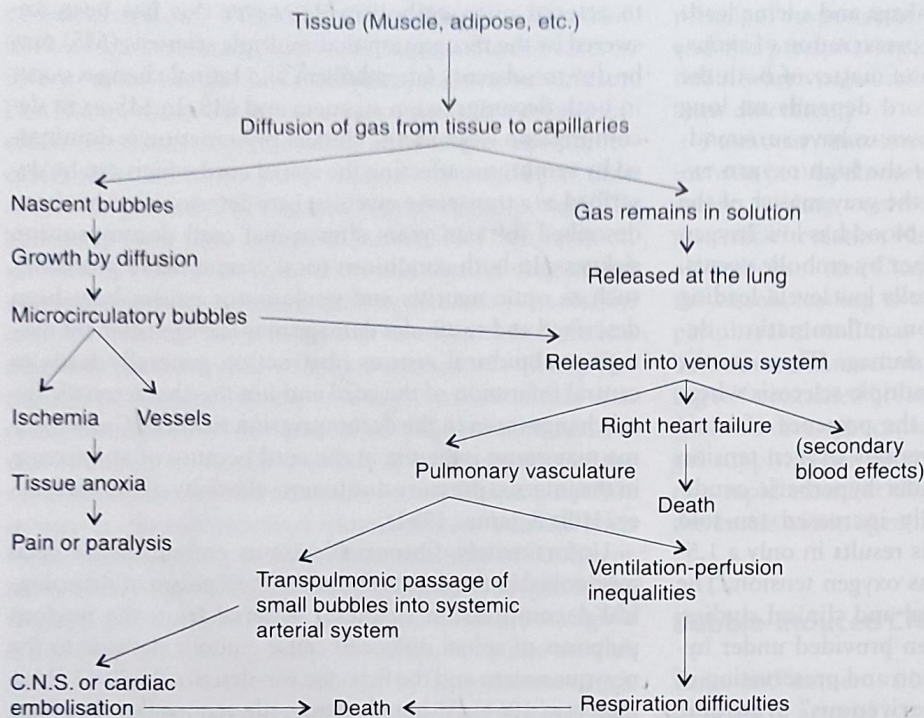 Tissue (Muscle, adipose, etc.)
Diffusion of gas from tissue to capillaries
Nascent bubbles
Gas remains in solution
Growth by diffusion
Released at the lung
Microcirculatory bubbles
Released into venous system
Ischemia Vessels
Right heart failure
(secondary
blood effects)
Pulmonary vasculature
Tissue anoxia
Death
Pain or paralysis
Ventilation-perfusion
inequalities
Transpulmonic passage of
small bubbles into systemic
arterial system
C.N.S. or cardiac
embolisation
Death
Respiration difficulties